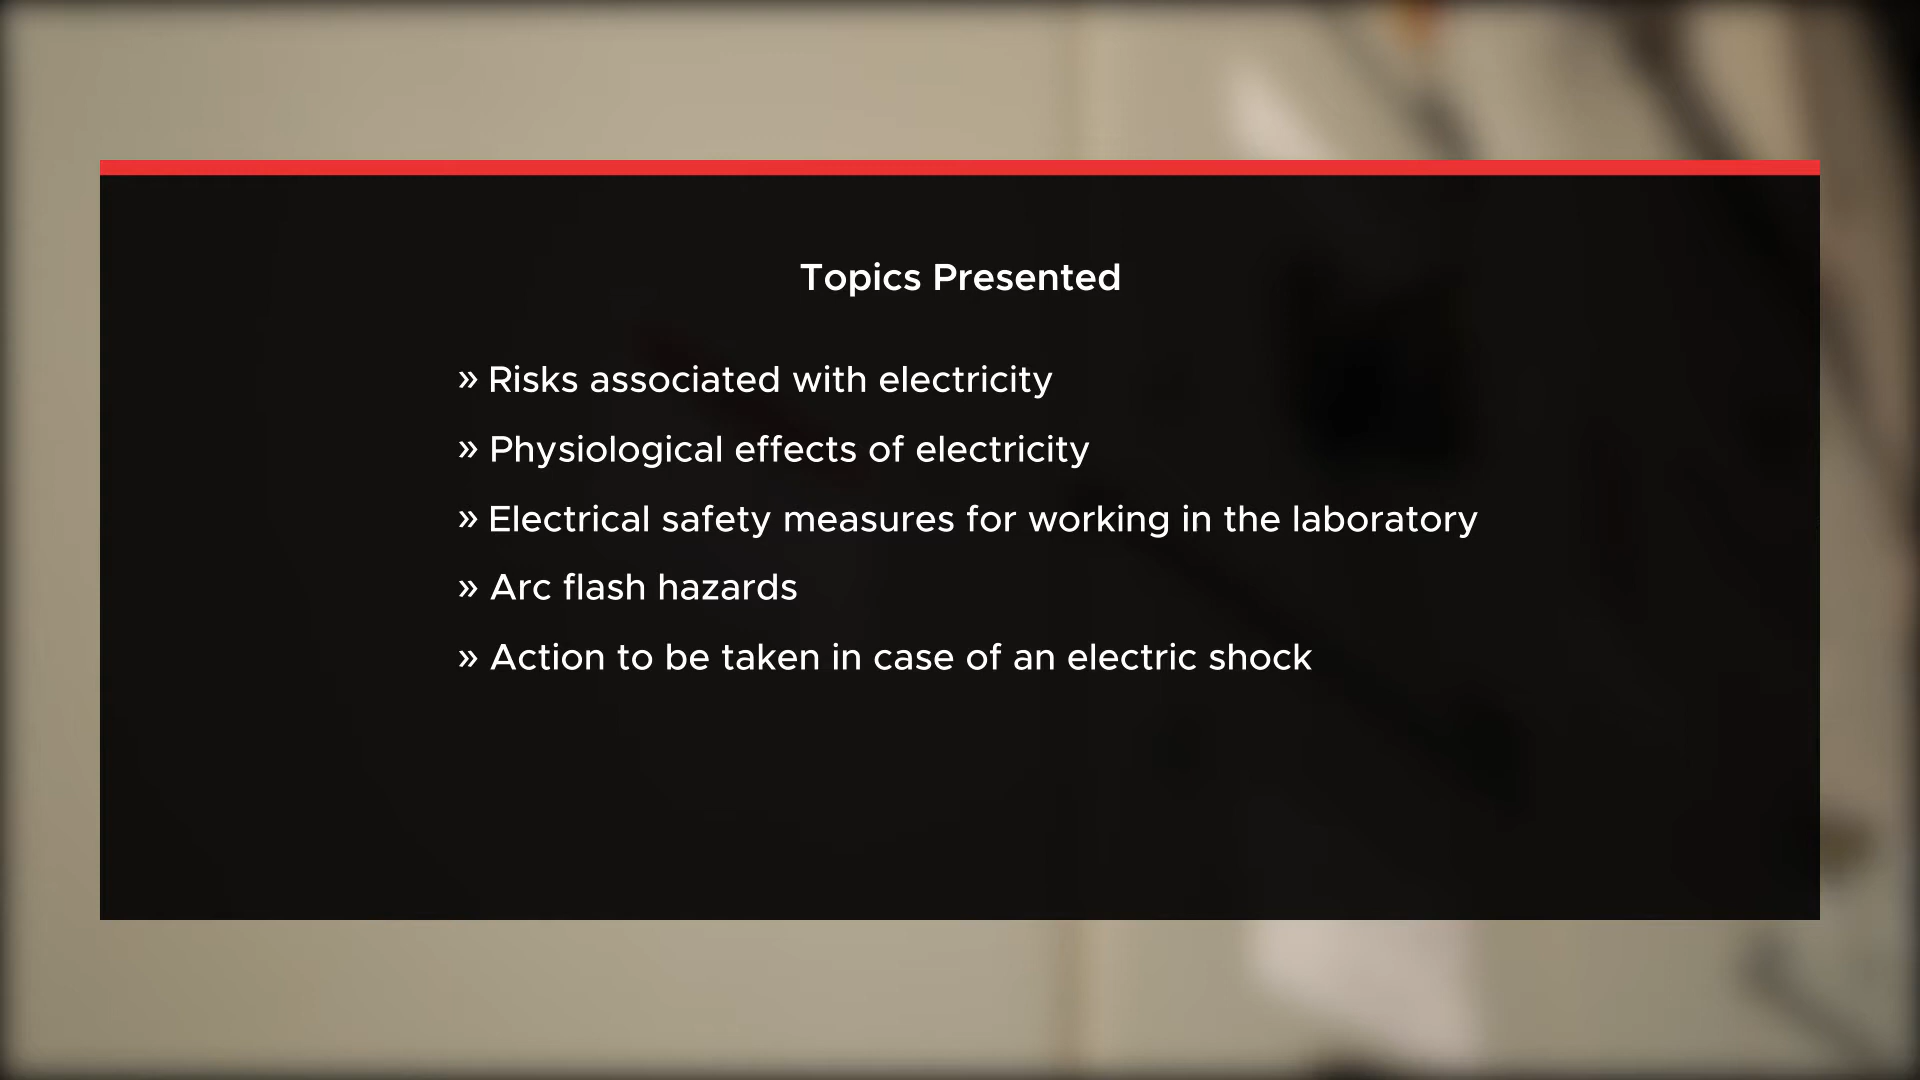 Topics Presented
» Risks associated with electricity
» Physiological effects of electricity
» Electrical safety measures for working in the laboratory
» Arc flash hazards
» Action to be taken in case of an electric shock